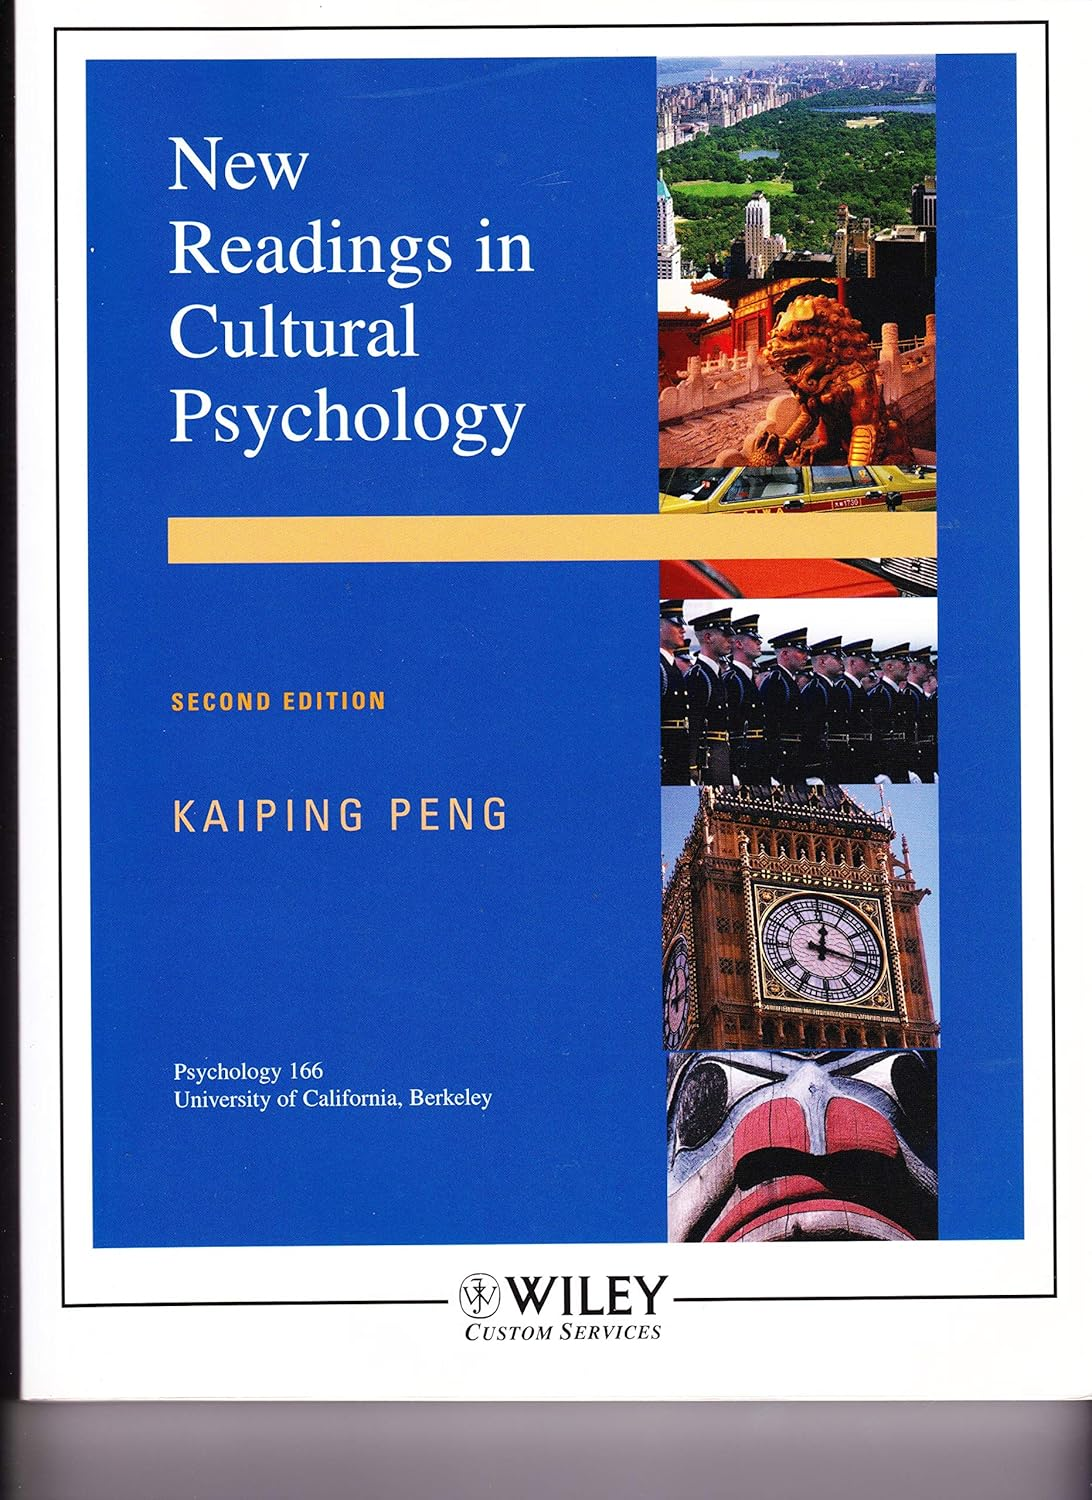 New
Readings in
Cultural
Psychology
SECOND EDITION
KAIPING PENG
Psychology 166
University of California, Berkeley
WILEY
CUSTOM SERVICES